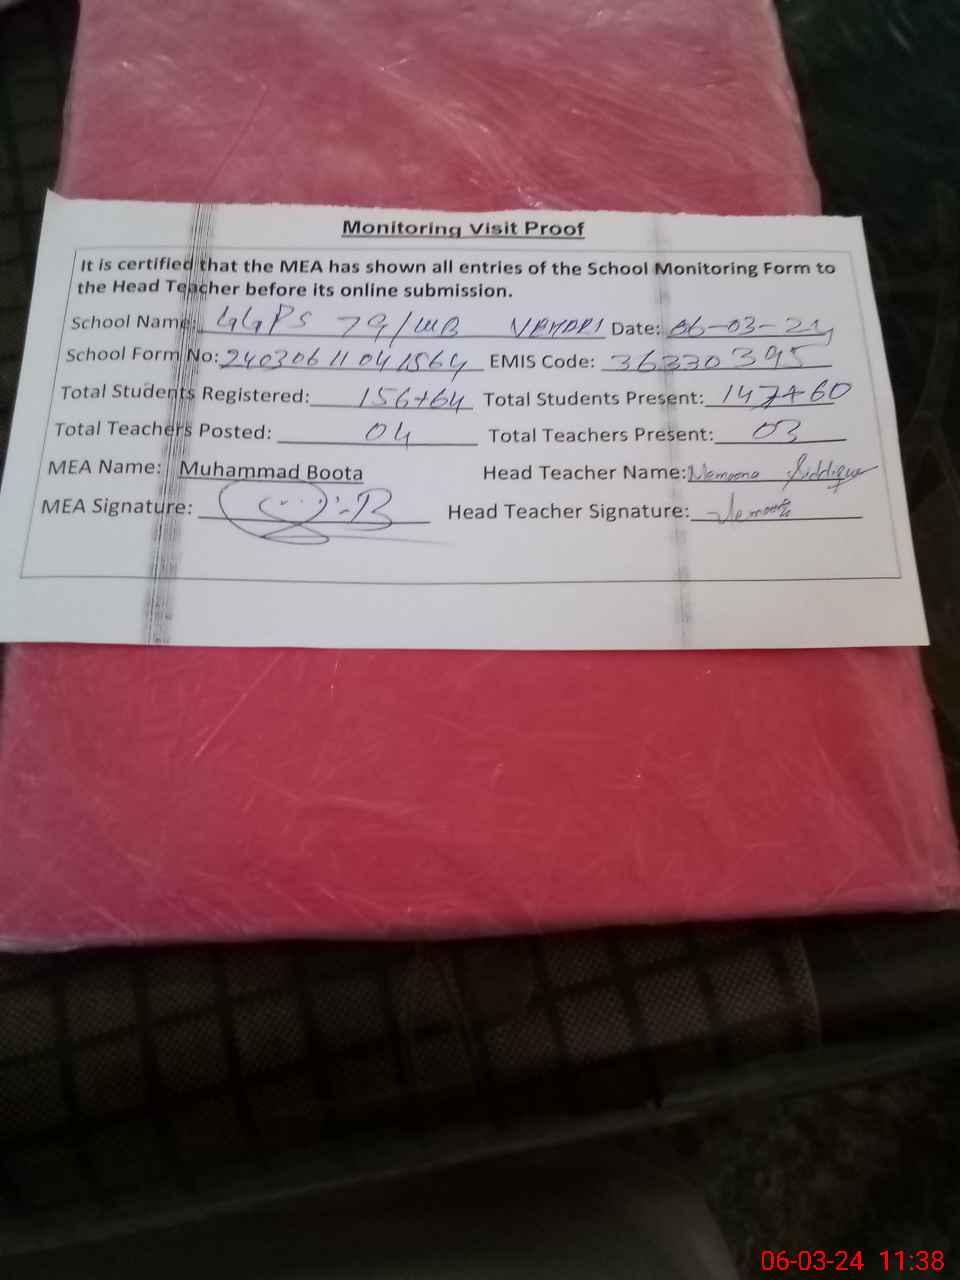 Monitoring Visit Proof
It is certified that the MEA has shown all entries of the School Monitoring Form to
the Head Teacher before its online submission.
School Name: GGPS 79/WB VEHARI Date: 06-03-24
School Form No: 24030611041564 EMIS Code: 36330395
Total Students Registered: 156+64 Total Students Present: 147+60
Total Teachers Posted: 04 Total Teachers Present: 03
MEA Name: Muhammad Boota Head Teacher Name: Nemoona Siddique
MEA Signature: Head Teacher Signature:
06-03-24 11:38